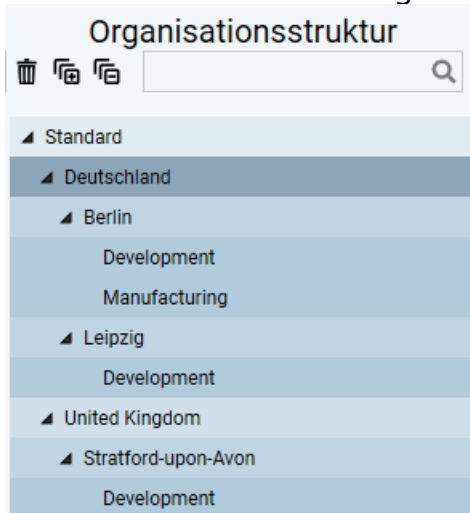 Organisationsstruktur
Standard
Deutschland
Berlin
Development
Manufacturing
Leipzig
Development
United Kingdom
Stratford-upon-Avon
Development